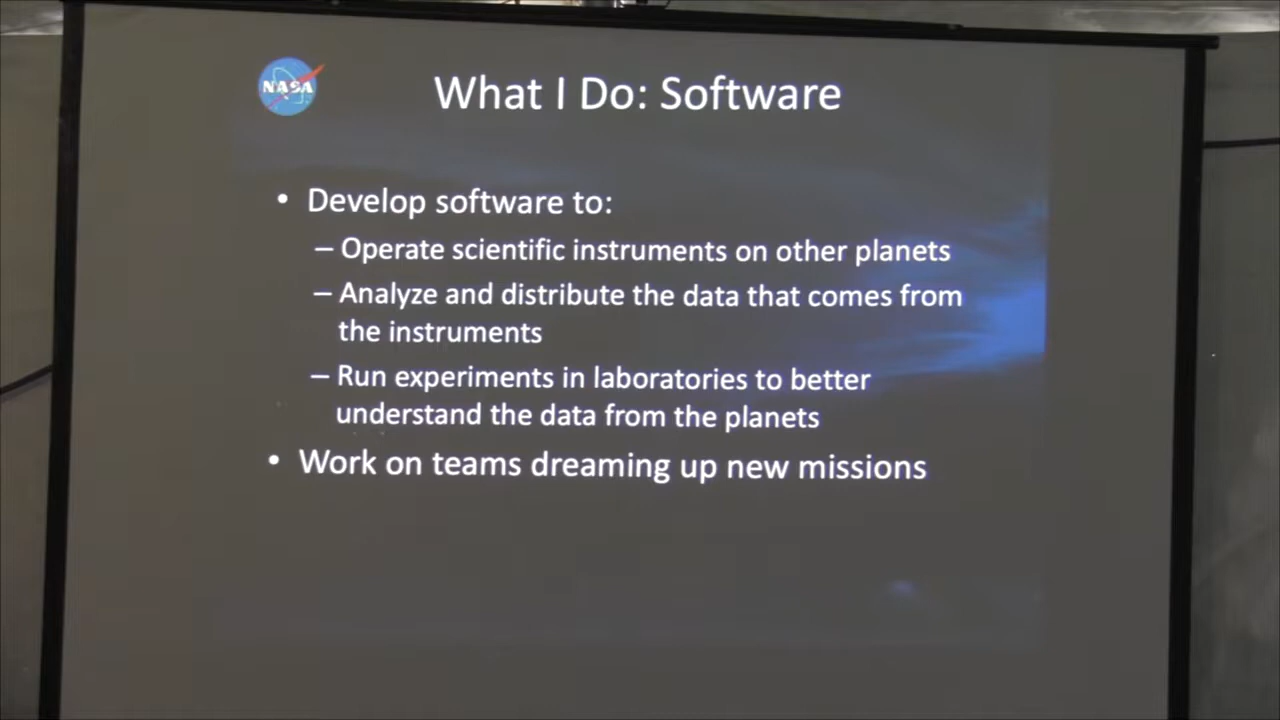 NASA
What I Do: Software
• Develop software to:
– Operate scientific instruments on other planets
– Analyze and distribute the data that comes from
the instruments
– Run experiments in laboratories to better
understand the data from the planets
• Work on teams dreaming up new missions